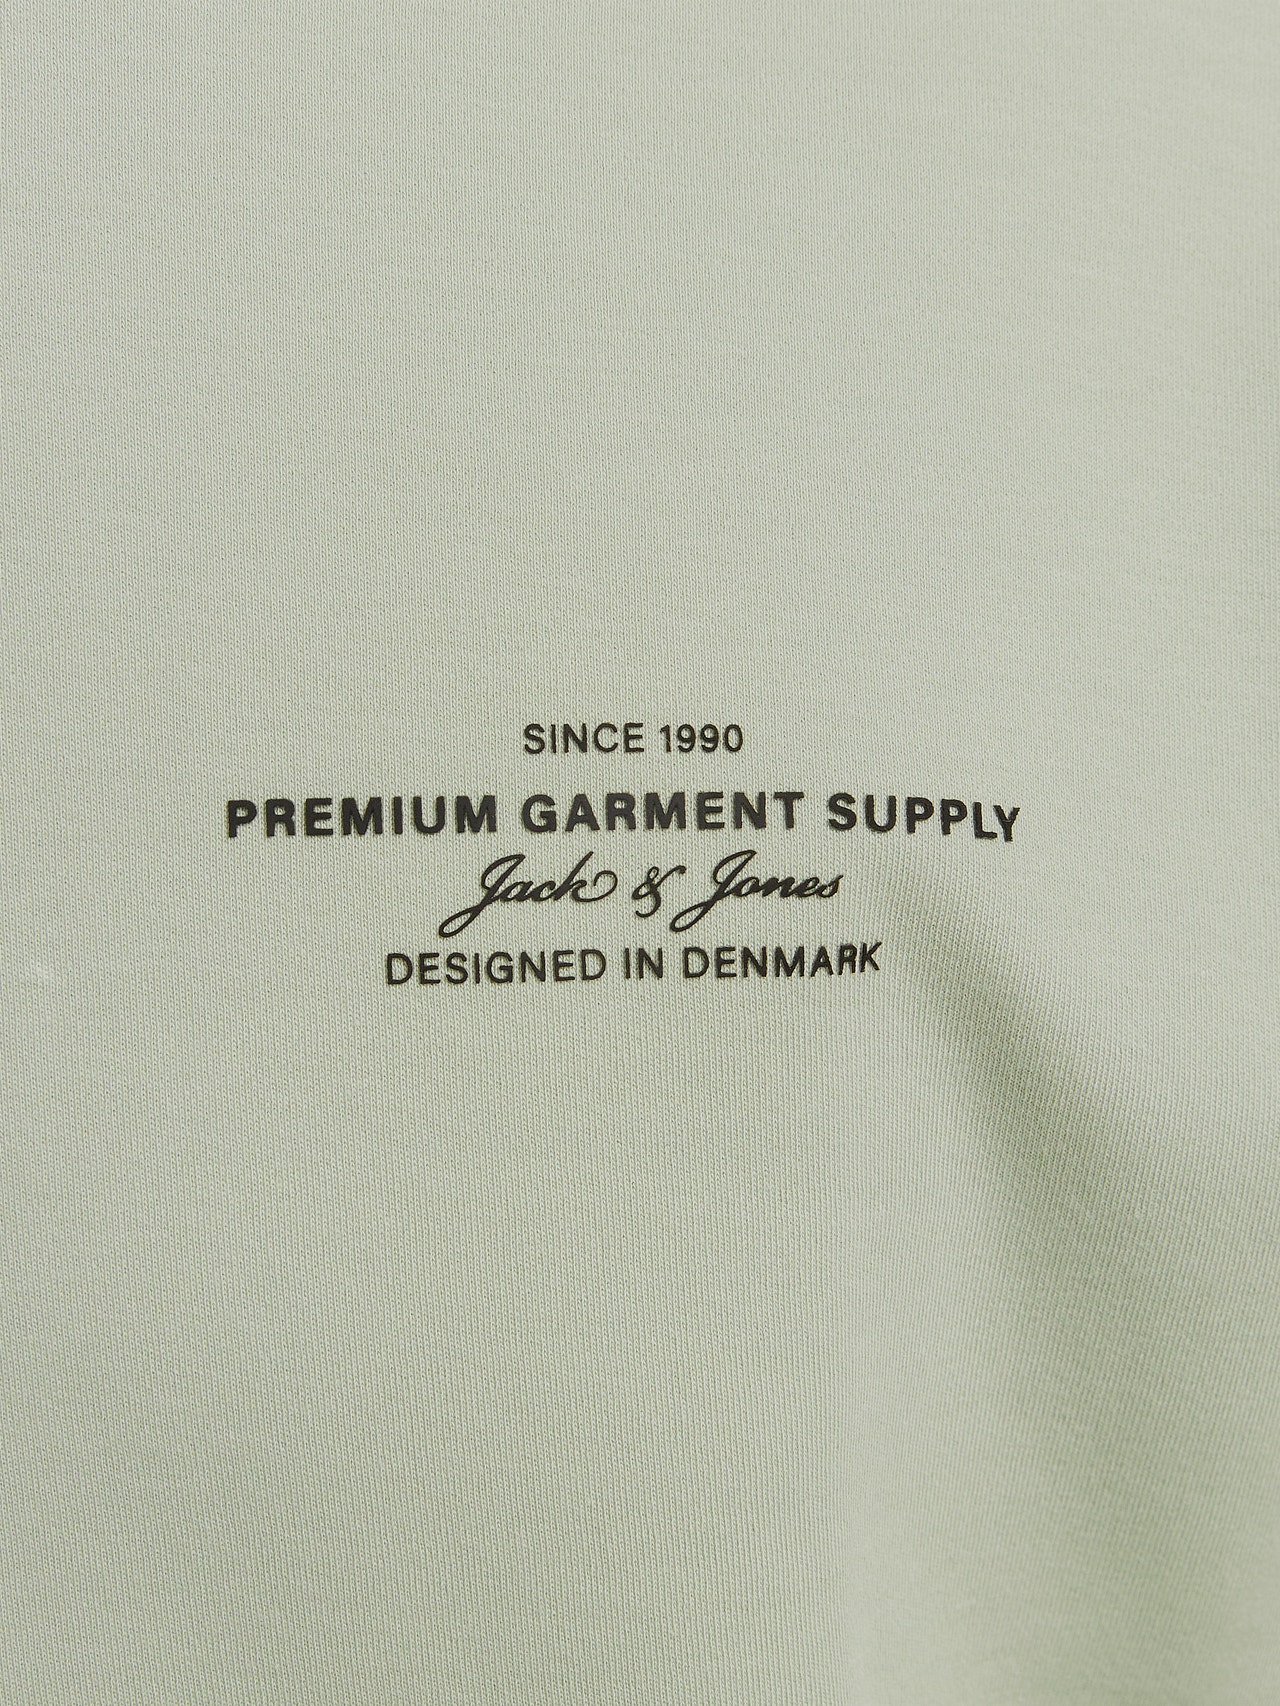 SINCE 1990
PREMIUM GARMENT SUPPLY
Jack & Jones
DESIGNED IN DENMARK